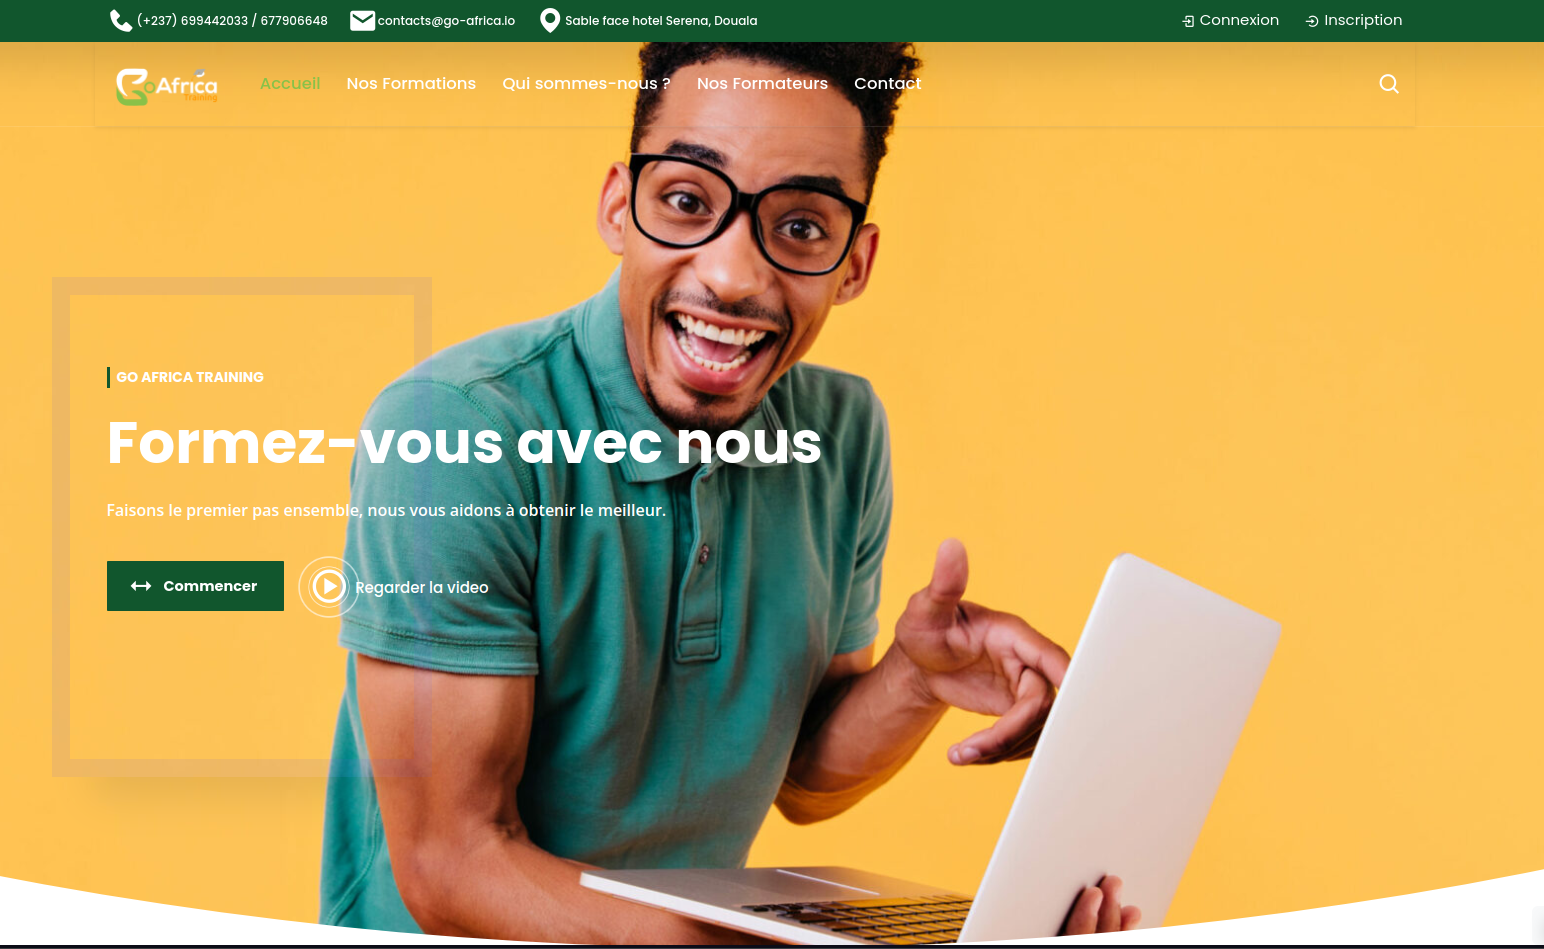 (+237) 699442033 / 677906648
contacts@go-africa.io
Sable face hotel Serena, Douala
Connexion
Inscription
Go Africa
Training
Accueil
Nos Formations
Qui sommes-nous ?
Nos Formateurs
Contact
GO AFRICA TRAINING
Formez-vous avec nous
Faisons le premier pas ensemble, nous vous aidons à obtenir le meilleur.
Commencer
Regarder la video